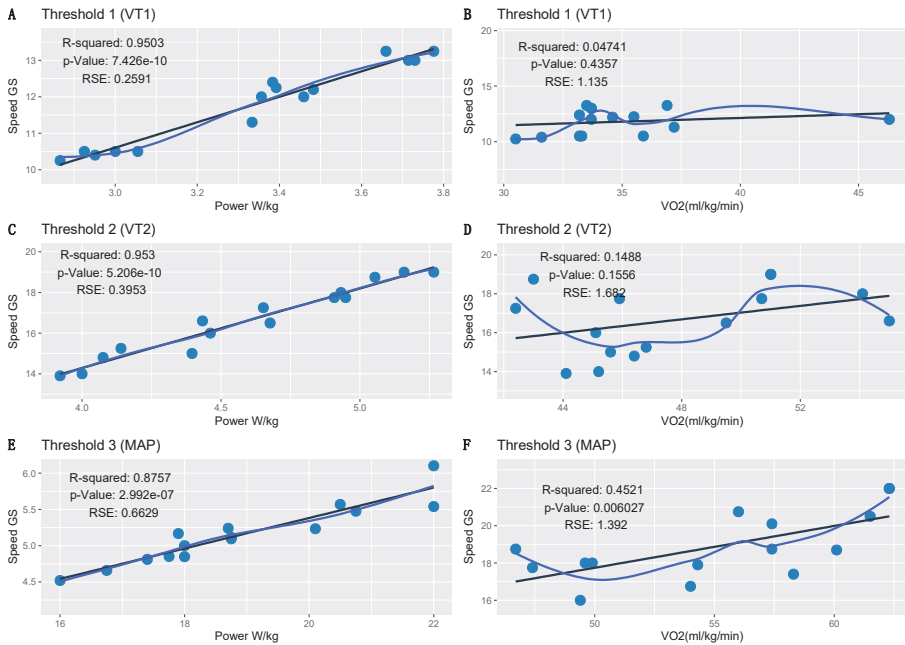 A Threshold 1 (VT1)
R-squared: 0.9503
p-Value: 7.426e-10
RSE: 0.2591
Speed GS
13
12
11
10
3.0 3.2 3.4 3.6 3.8
Power W/kg
B Threshold 1 (VT1)
R-squared: 0.04741
p-Value: 0.4357
RSE: 1.135
Speed GS
20
15
10
30 35 40 45
VO2(ml/kg/min)
C Threshold 2 (VT2)
R-squared: 0.953
p-Value: 5.206e-10
RSE: 0.3953
Speed GS
20
18
16
14
4.0 4.5 5.0
Power W/kg
D Threshold 2 (VT2)
R-squared: 0.1488
p-Value: 0.1556
RSE: 1.682
Speed GS
20
18
16
14
44 48 52
VO2(ml/kg/min)
E Threshold 3 (MAP)
R-squared: 0.8757
p-Value: 2.992e-07
RSE: 0.6629
Speed GS
6.0
5.5
5.0
4.5
16 18 20 22
Power W/kg
F Threshold 3 (MAP)
R-squared: 0.4521
p-Value: 0.006027
RSE: 1.392
Speed GS
22
20
18
16
50 55 60
VO2(ml/kg/min)